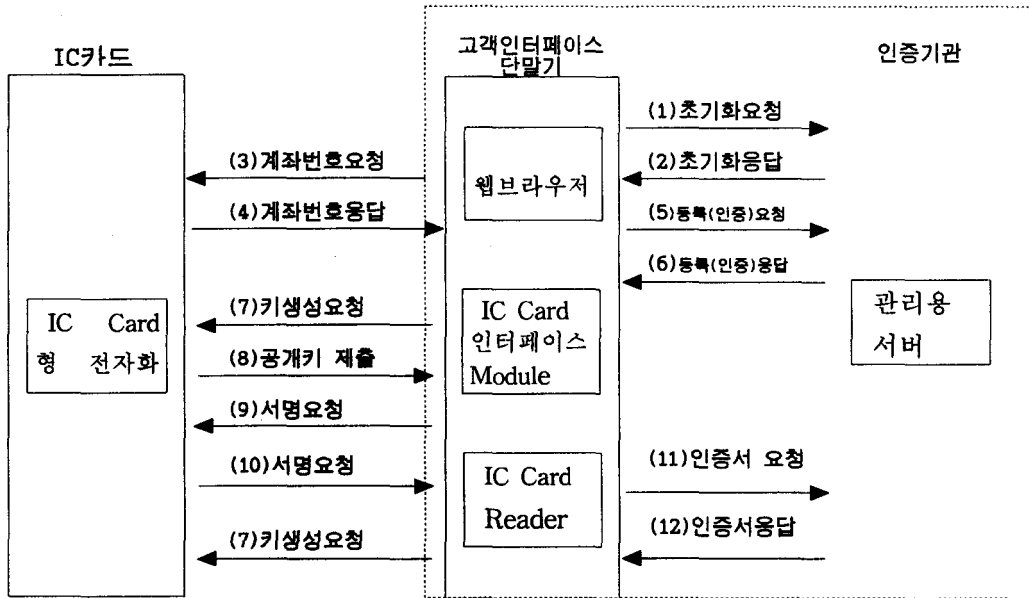 IC카드
고객인터페이스
단말기
인증기관
(1)초기화요청
(3)계좌번호요청
(2)초기화응답
웹브라우저
(4)계좌번호응답
(5)등록(인증)요청
(6)등록(인증)응답
(7)키생성요청
IC Card
인터페이스
Module
관리용
서버
IC Card
형 전자화
(8)공개키 제출
(9)서명요청
(10)서명요청
IC Card
Reader
(11)인증서 요청
(12)인증서응답
(7)키생성요청